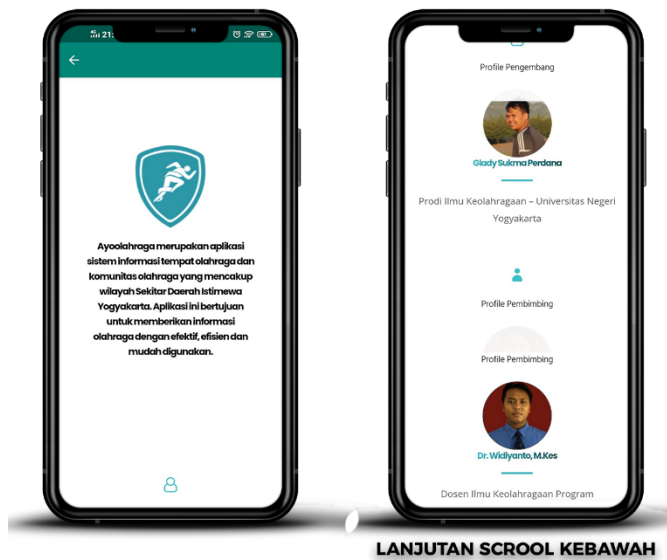 21:
Ayoolahraga merupakan aplikasi
sistem informasi tempat olahraga dan
komunitas olahraga yang mencakup
wilayah Sekitar Daerah Istimewa
Yogyakarta. Aplikasi ini bertujuan
untuk memberikan informasi
olahraga dengan efektif, efisien dan
mudah digunakan.
Profile Pengembang
Glady Sukma Perdana
Prodi Ilmu Keolahragaan – Universitas Negeri
Yogyakarta
Profile Pembimbing
Profile Pembimbing
Dr. Widiyanto, M.Kes
Dosen Ilmu Keolahragaan Program
LANJUTAN SCROOL KEBAWAH